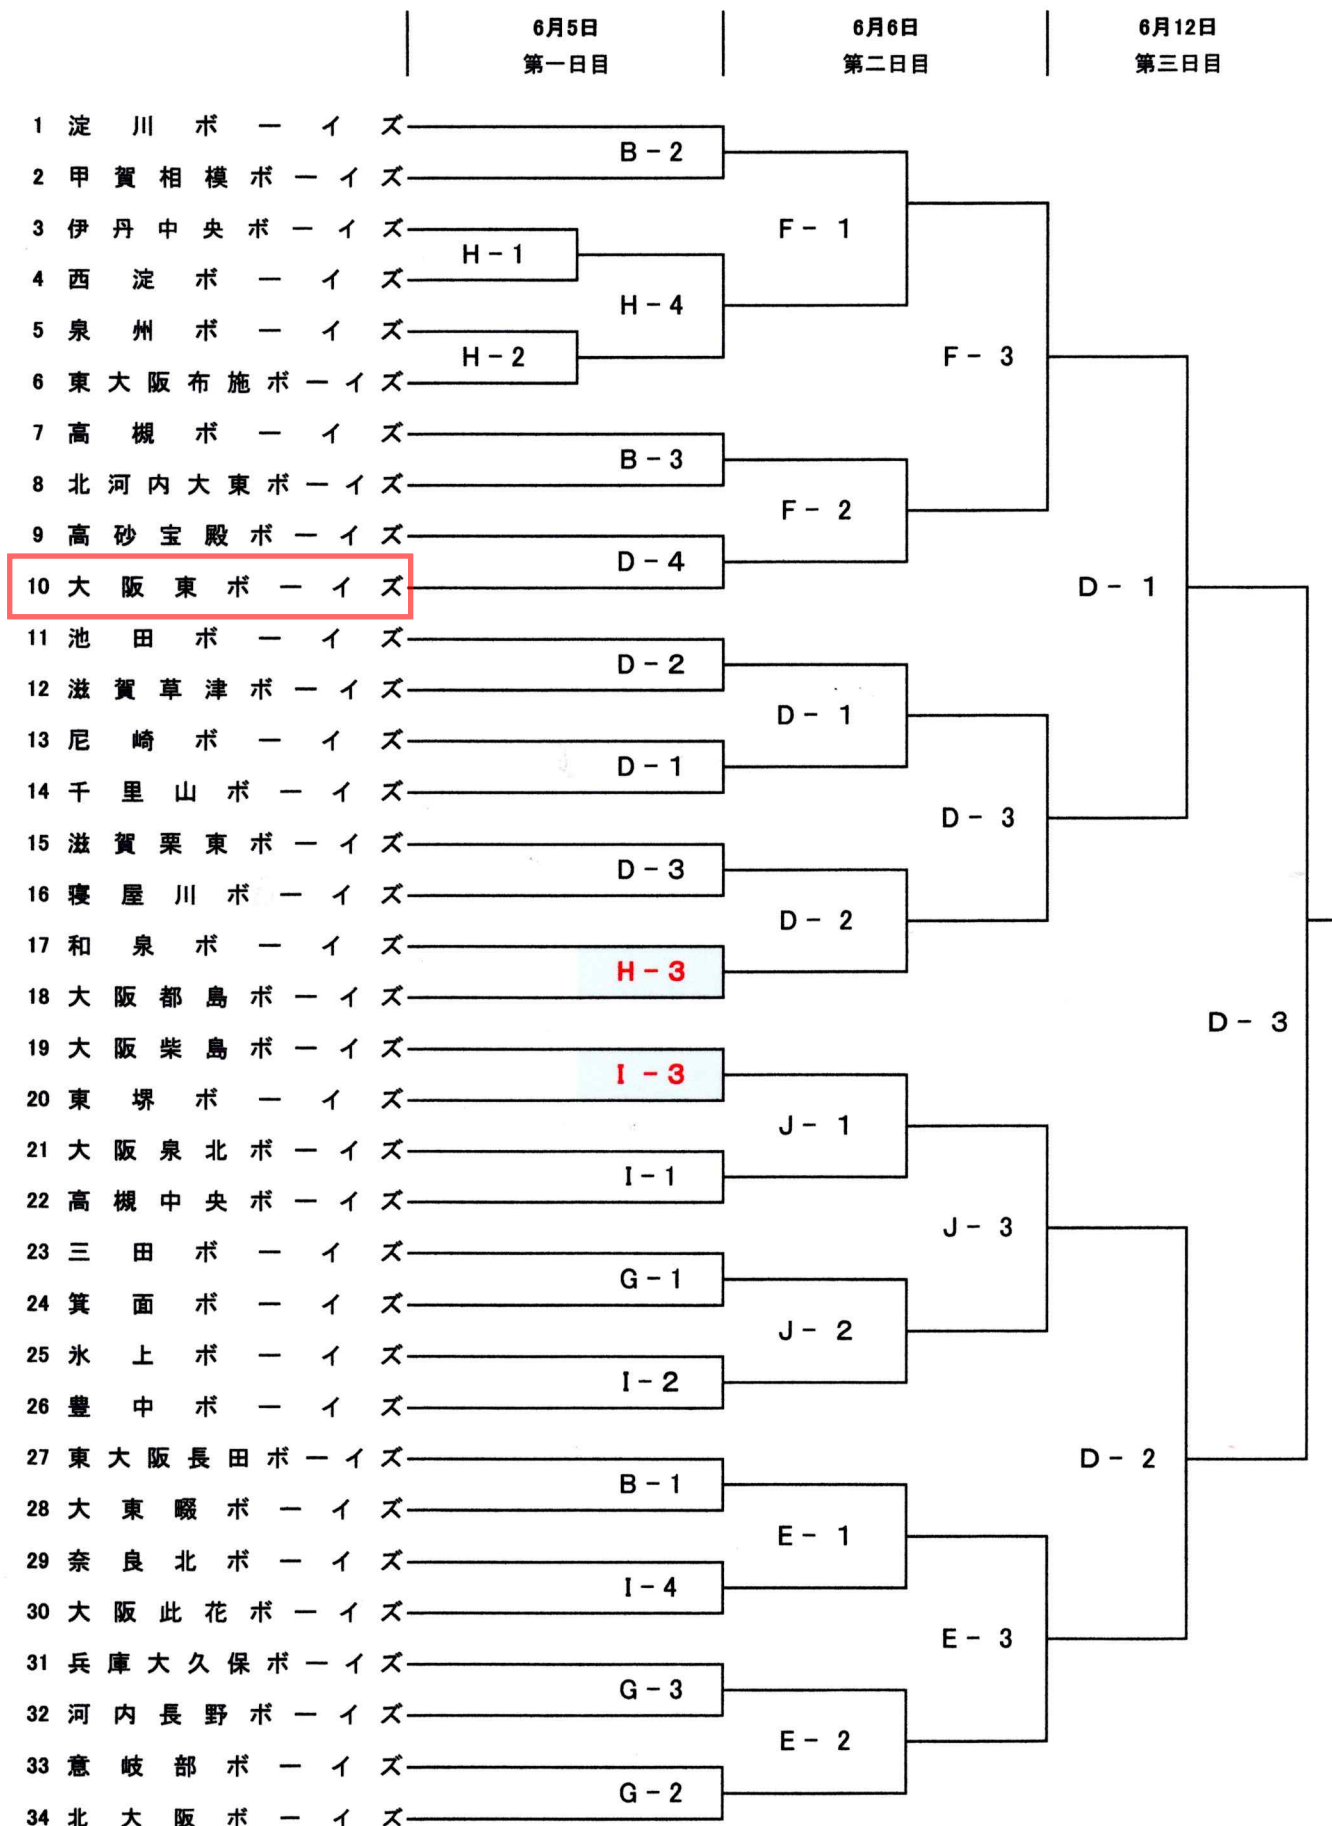 6月5日 6月6日 6月12日
第一日目 第二日目 第三日目
1 淀川ボーイズ
B-2
2 甲賀相模ボーイズ
3 伊丹中央ボーイズ
F- 1
H-1
4 西淀ボーイズ
H-4
5 泉州ボーイズ
H-2
F- 3
6 東大阪布施ボーイズ
7 高槻ボーイズ
B-3
8 北河内大東ボーイズ
F- 2
9 高砂宝殿ボーイズ
D-4
10 大阪東ボーイズ
D- 1
11 池田ボーイズ
D-2
12 滋賀草津ボーイズ
D- 1
13 尼崎ボーイズ
D-1
14 千里山ボーイズ
D- 3
15 滋賀栗東ボーイズ
D-3
16 寝屋川ボーイズ
D- 2
17 和泉ボーイズ
H-3
18 大阪都島ボーイズ
D- 3
19 大阪柴島ボーイズ
I-3
20 東堺ボーイズ
J- 1
21 大阪泉北ボーイズ
I-1
22 高槻中央ボーイズ
J- 3
23 三田ボーイズ
G-1
24 箕面ボーイズ
J- 2
25 氷上ボーイズ
I-2
26 豊中ボーイズ
27 東大阪長田ボーイズ
D- 2
B-1
28 大東畷ボーイズ
E- 1
29 奈良北ボーイズ
I-4
30 大阪此花ボーイズ
E- 3
31 兵庫大久保ボーイズ
G-3
32 河内長野ボーイズ
E- 2
33 意岐部ボーイズ
G-2
34 北大阪ボーイズ